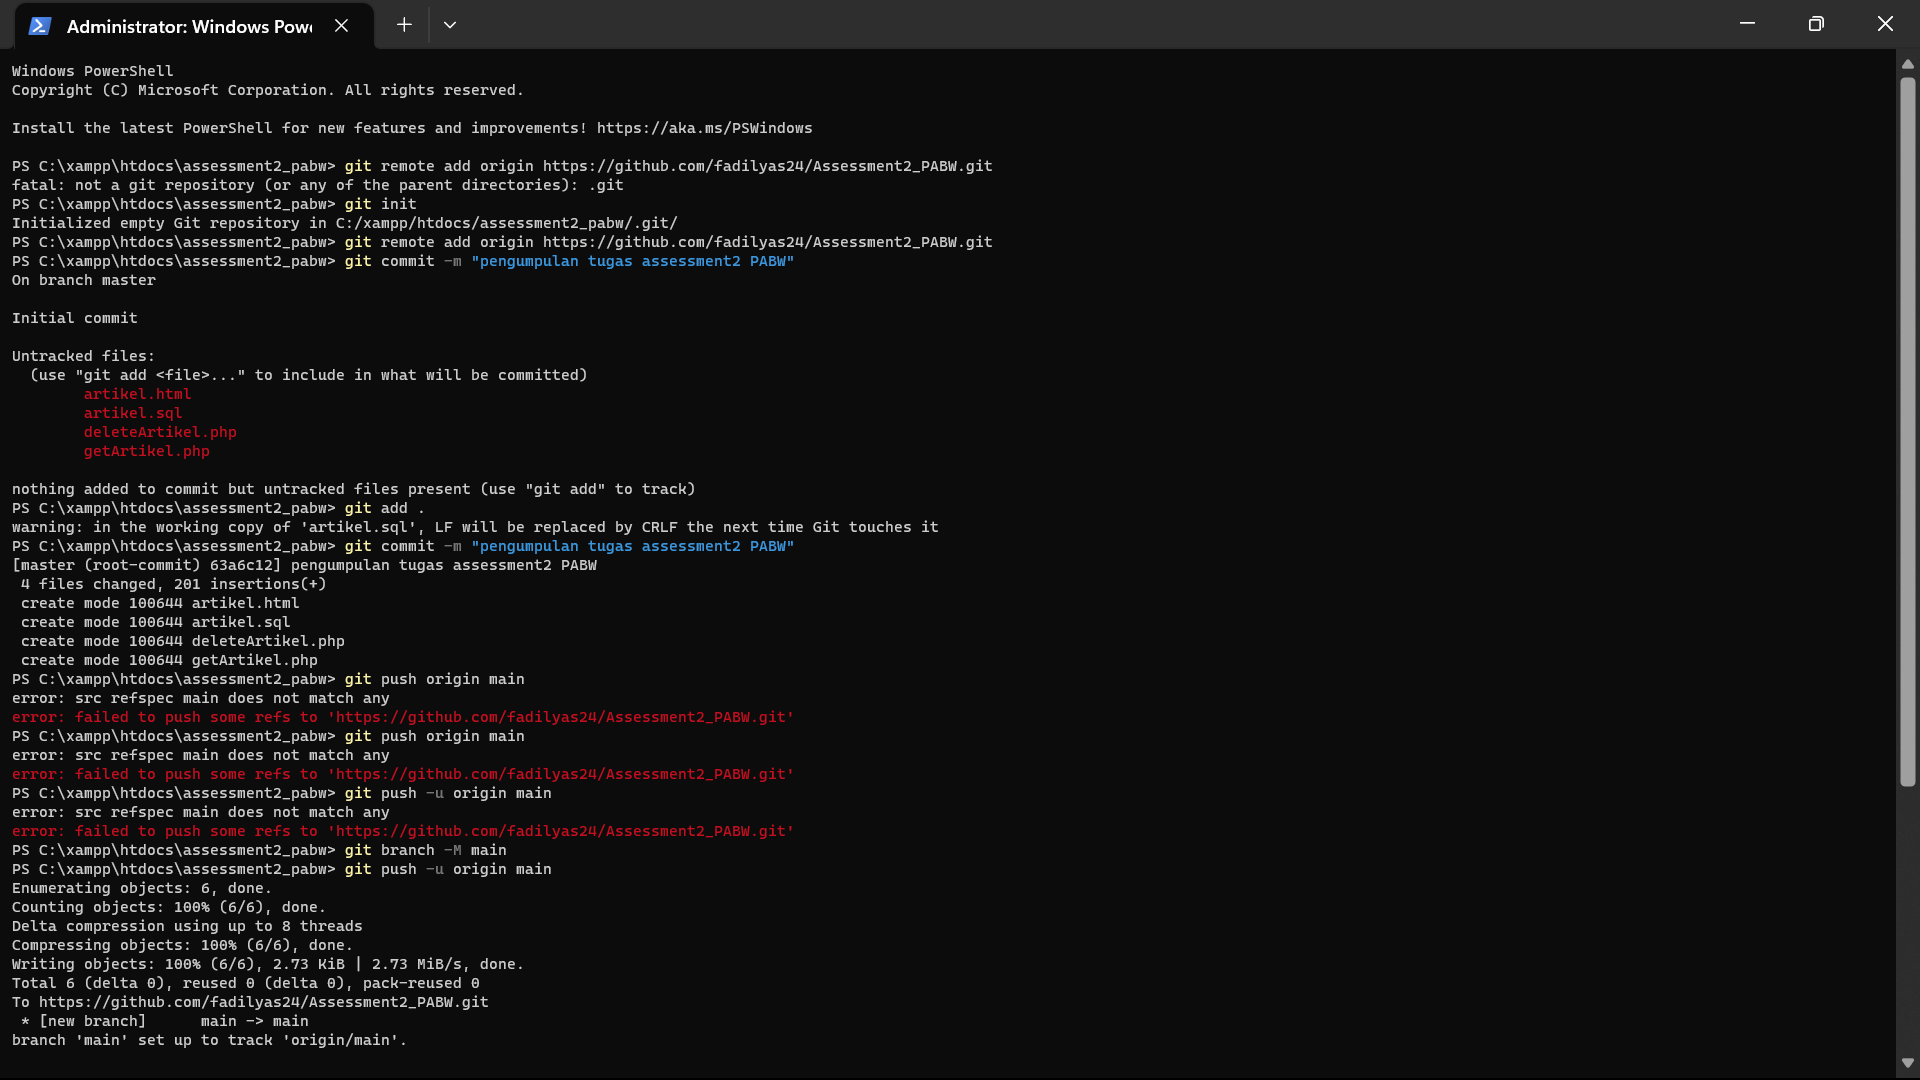 Administrator: Windows Pow
Windows PowerShell
Copyright (C) Microsoft Corporation. All rights reserved.
Install the latest PowerShell for new features and improvements! https://aka.ms/PSWindows
PS C:\xampp\htdocs\assessment2_pabw> git remote add origin https://github.com/fadilyas24/Assessment2_PABW.git
fatal: not a git repository (or any of the parent directories): .git
PS C:\xampp\htdocs\assessment2_pabw> git init
Initialized empty Git repository in C:/xampp/htdocs/assessment2_pabw/.git/
PS C:\xampp\htdocs\assessment2_pabw> git remote add origin https://github.com/fadilyas24/Assessment2_PABW.git
PS C:\xampp\htdocs\assessment2_pabw> git commit -m "pengumpulan tugas assessment2 PABW"
On branch master
Initial commit
Untracked files:
  (use "git add <file>..." to include in what will be committed)
        artikel.html
        artikel.sql
        deleteArtikel.php
        getArtikel.php
nothing added to commit but untracked files present (use "git add" to track)
PS C:\xampp\htdocs\assessment2_pabw> git add .
warning: in the working copy of 'artikel.sql', LF will be replaced by CRLF the next time Git touches it
PS C:\xampp\htdocs\assessment2_pabw> git commit -m "pengumpulan tugas assessment2 PABW"
[master (root-commit) 63a6c12] pengumpulan tugas assessment2 PABW
 4 files changed, 201 insertions(+)
 create mode 100644 artikel.html
 create mode 100644 artikel.sql
 create mode 100644 deleteArtikel.php
 create mode 100644 getArtikel.php
PS C:\xampp\htdocs\assessment2_pabw> git push origin main
error: src refspec main does not match any
error: failed to push some refs to 'https://github.com/fadilyas24/Assessment2_PABW.git'
PS C:\xampp\htdocs\assessment2_pabw> git push origin main
error: src refspec main does not match any
error: failed to push some refs to 'https://github.com/fadilyas24/Assessment2_PABW.git'
PS C:\xampp\htdocs\assessment2_pabw> git push -u origin main
error: src refspec main does not match any
error: failed to push some refs to 'https://github.com/fadilyas24/Assessment2_PABW.git'
PS C:\xampp\htdocs\assessment2_pabw> git branch -M main
PS C:\xampp\htdocs\assessment2_pabw> git push -u origin main
Enumerating objects: 6, done.
Counting objects: 100% (6/6), done.
Delta compression using up to 8 threads
Compressing objects: 100% (6/6), done.
Writing objects: 100% (6/6), 2.73 KiB | 2.73 MiB/s, done.
Total 6 (delta 0), reused 0 (delta 0), pack-reused 0
To https://github.com/fadilyas24/Assessment2_PABW.git
 * [new branch]      main -> main
branch 'main' set up to track 'origin/main'.